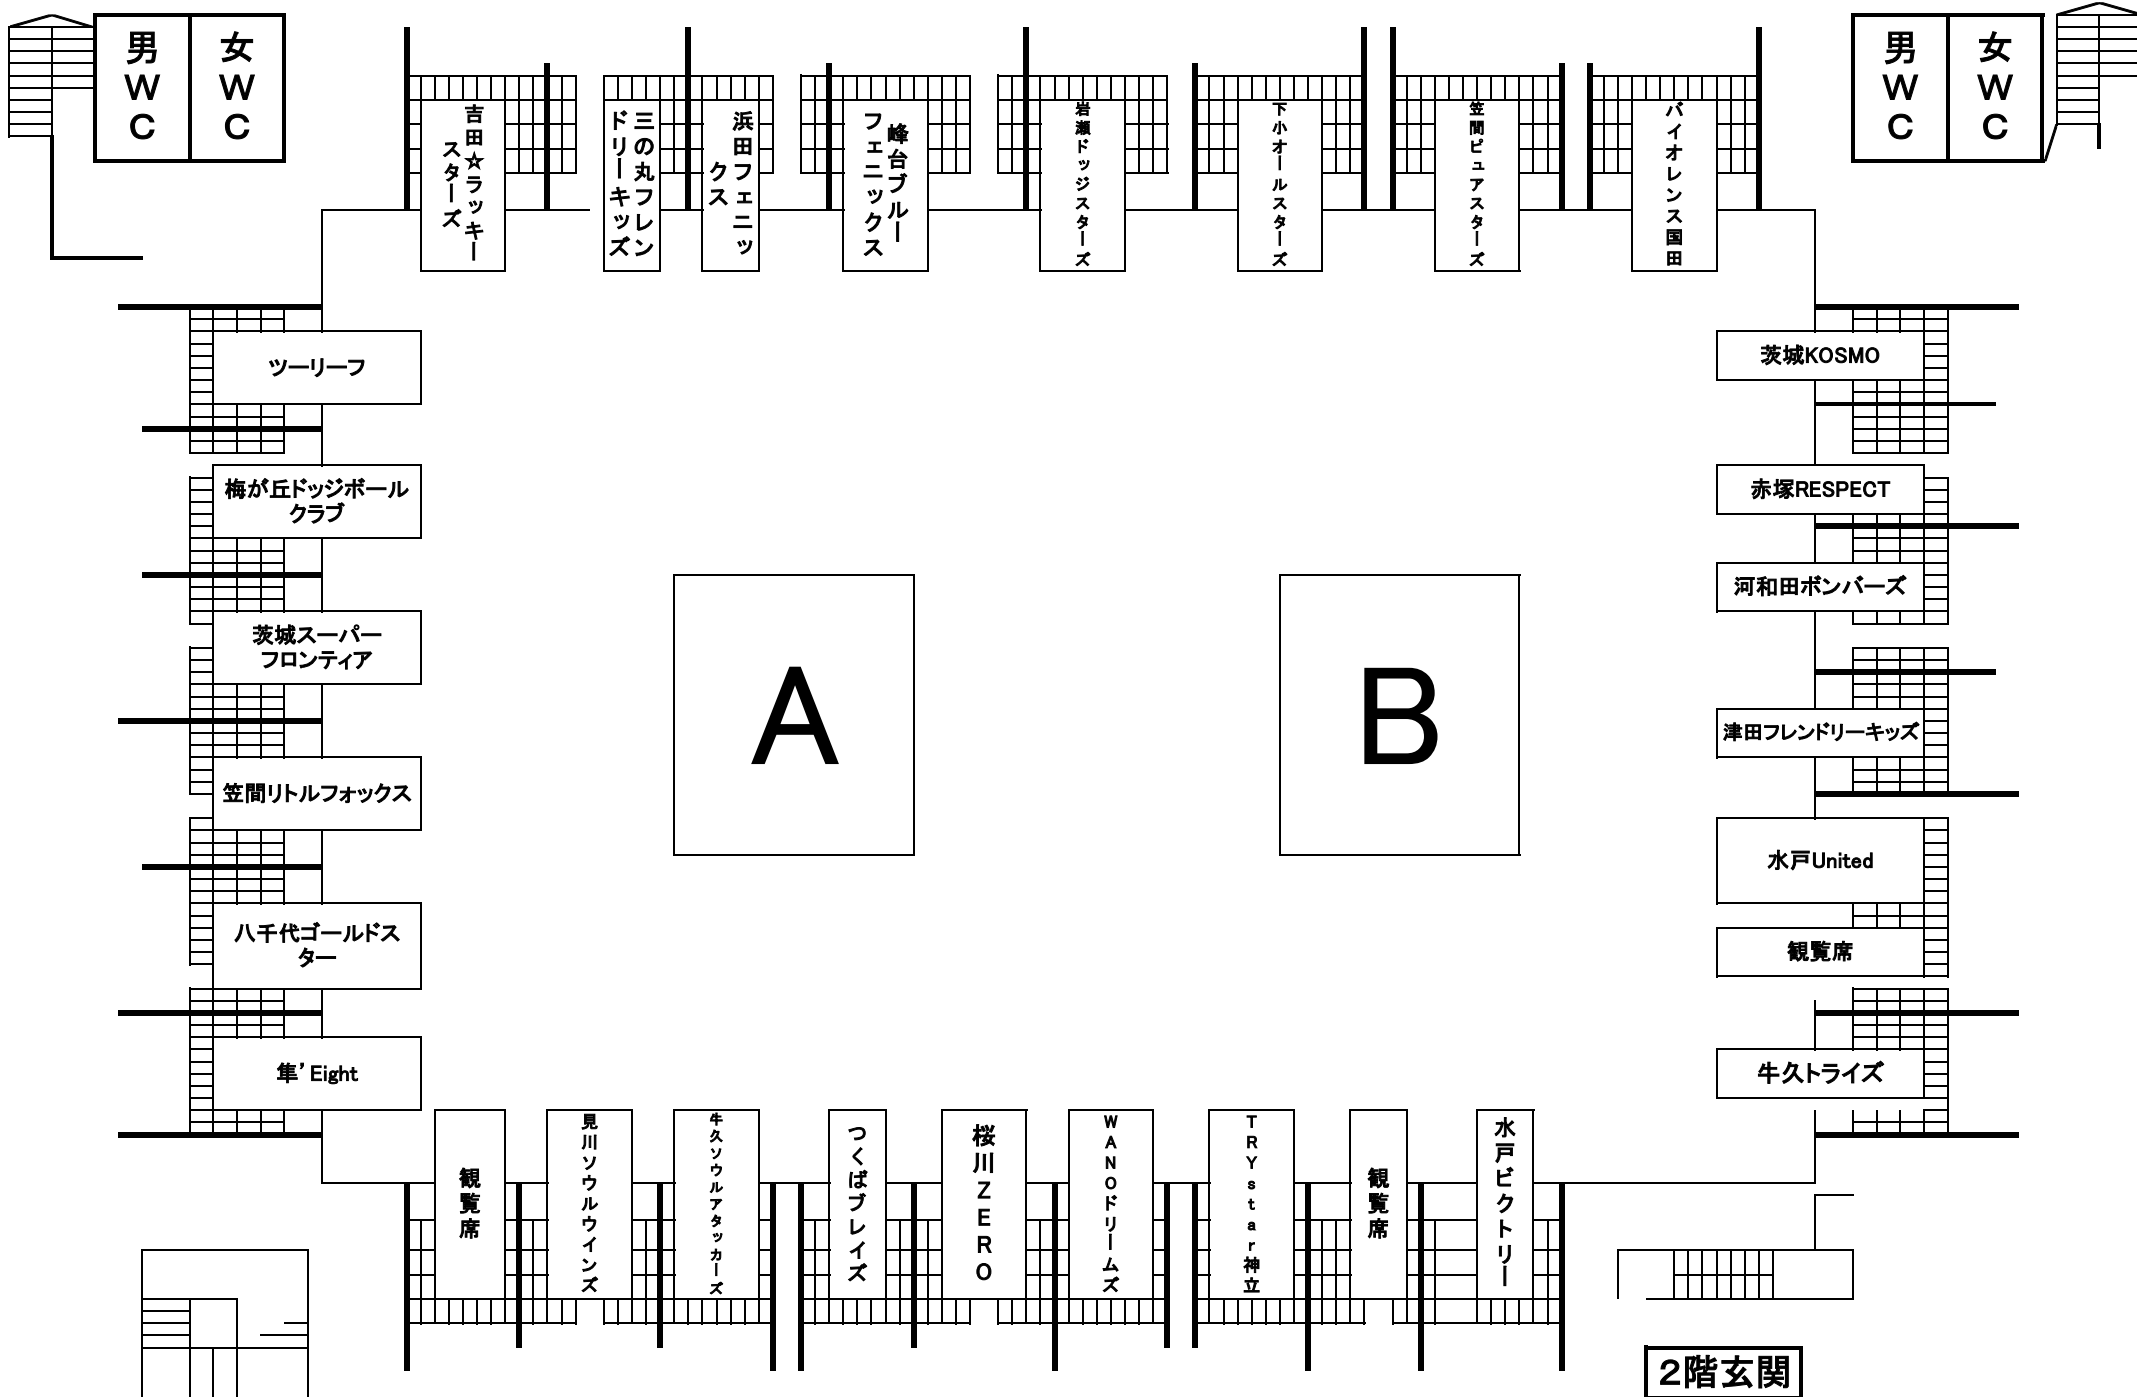 男WC
女WC
男WC
女WC
吉田☆ラッキー
スターズ
三の丸フレン
ドリーキッズ
浜田フェニッ
クス
峰台ブルー
フェニックス
岩瀬ドッジスターズ
下小オールスターズ
笠間ピュアスターズ
バイオレンス国田
ツーリーフ
梅が丘ドッジボール
クラブ
茨城スーパー
フロンティア
笠間リトルフォックス
八千代ゴールドス
ター
隼’Eight
A
B
茨城KOSMO
赤塚RESPECT
河和田ボンバーズ
津田フレンドリーキッズ
水戸United
観覧席
牛久トライズ
観覧席
見川ソウルウインズ
牛久ソウルアタッカーズ
つくばブレイズ
桜川ZERO
WANOドリームズ
TRYstar神立
観覧席
水戸ビクトリー
2階玄関